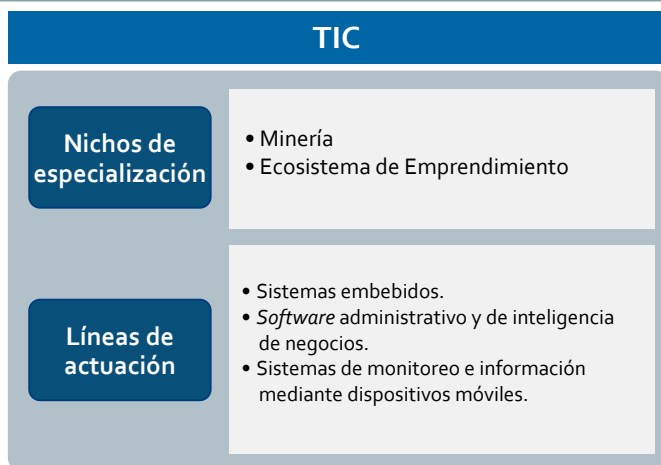 TIC
Nichos de
especialización
• Minería
• Ecosistema de Emprendimiento
Líneas de
actuación
• Sistemas embebidos.
• Software administrativo y de inteligencia
de negocios.
• Sistemas de monitoreo e información
mediante dispositivos móviles.